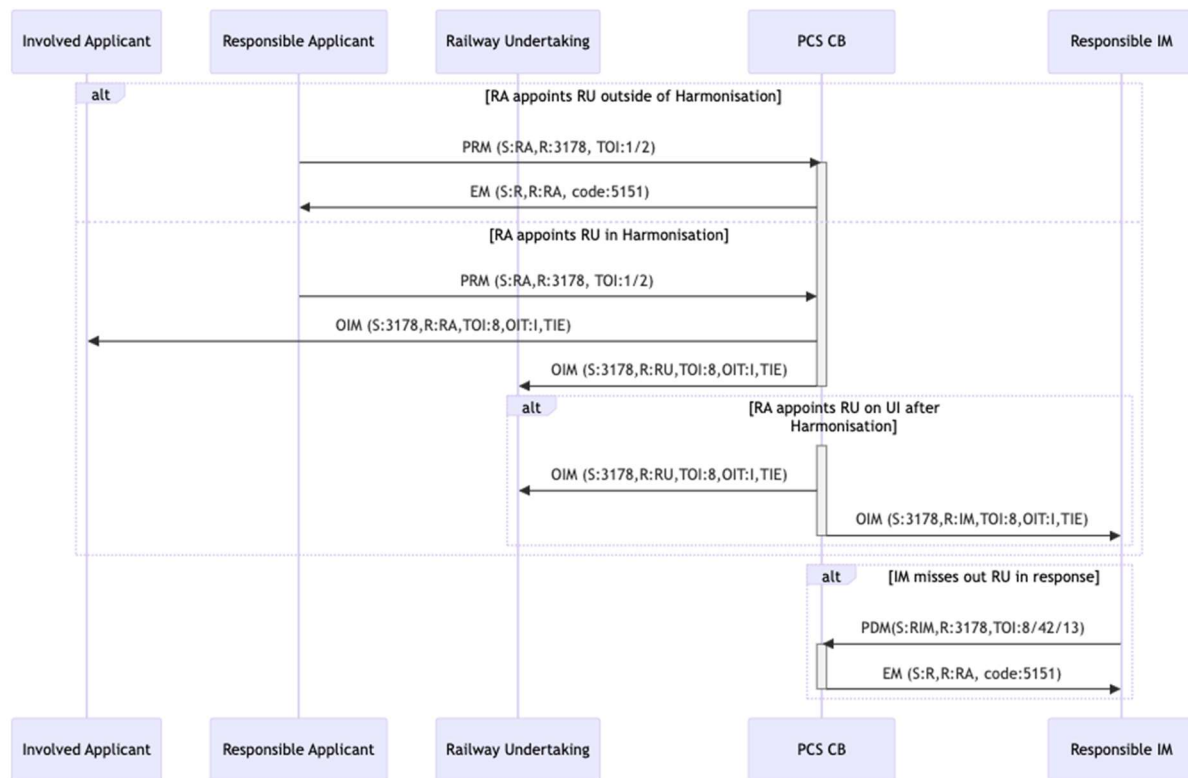 Involved Applicant
Responsible Applicant
Railway Undertaking
PCS CB
Responsible IM
alt
[RA appoints RU outside of Harmonisation]
PRM (S:RA,R:3178, TOI:1/2)
EM (S:R,R:RA, code:5151)
[RA appoints RU in Harmonisation]
PRM (S:RA,R:3178, TOI:1/2)
OIM (S:3178,R:RA,TOI:8,OIT:I,TIE)
OIM (S:3178,R:RU,TOI:8,OIT:I,TIE)
alt
[RA appoints RU on UI after
Harmonisation]
OIM (S:3178,R:RU,TOI:8,OIT:I,TIE)
OIM (S:3178,R:IM,TOI:8,OIT:I,TIE)
alt
[IM misses out RU in response]
PDM(S:RIM,R:3178,TOI:8/42/13)
EM (S:R,R:RA, code:5151)
Involved Applicant
Responsible Applicant
Railway Undertaking
PCS CB
Responsible IM